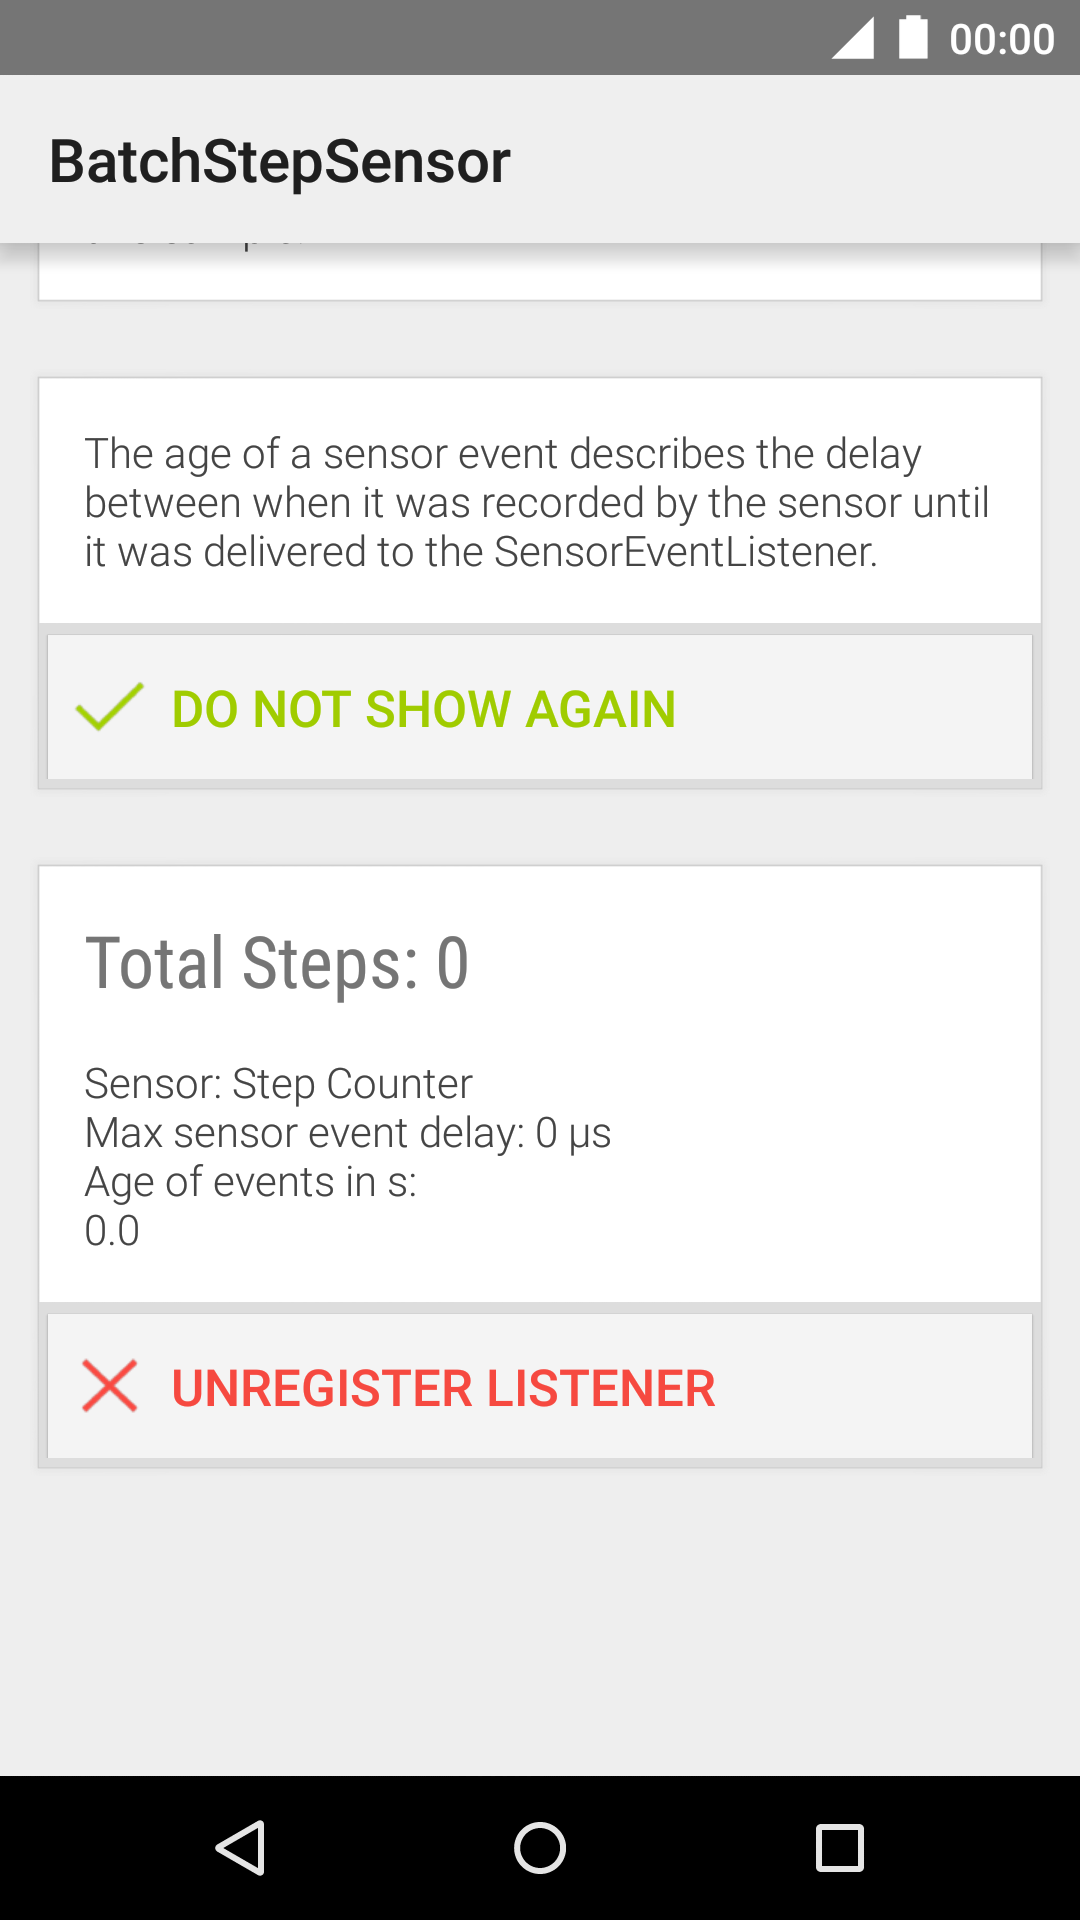 00:00
BatchStepSensor
The age of a sensor event describes the delay
between when it was recorded by the sensor until
it was delivered to the SensorEventListener.
DO NOT SHOW AGAIN
Total Steps: 0
Sensor: Step Counter
Max sensor event delay: 0 µs
Age of events in s:
0.0
UNREGISTER LISTENER